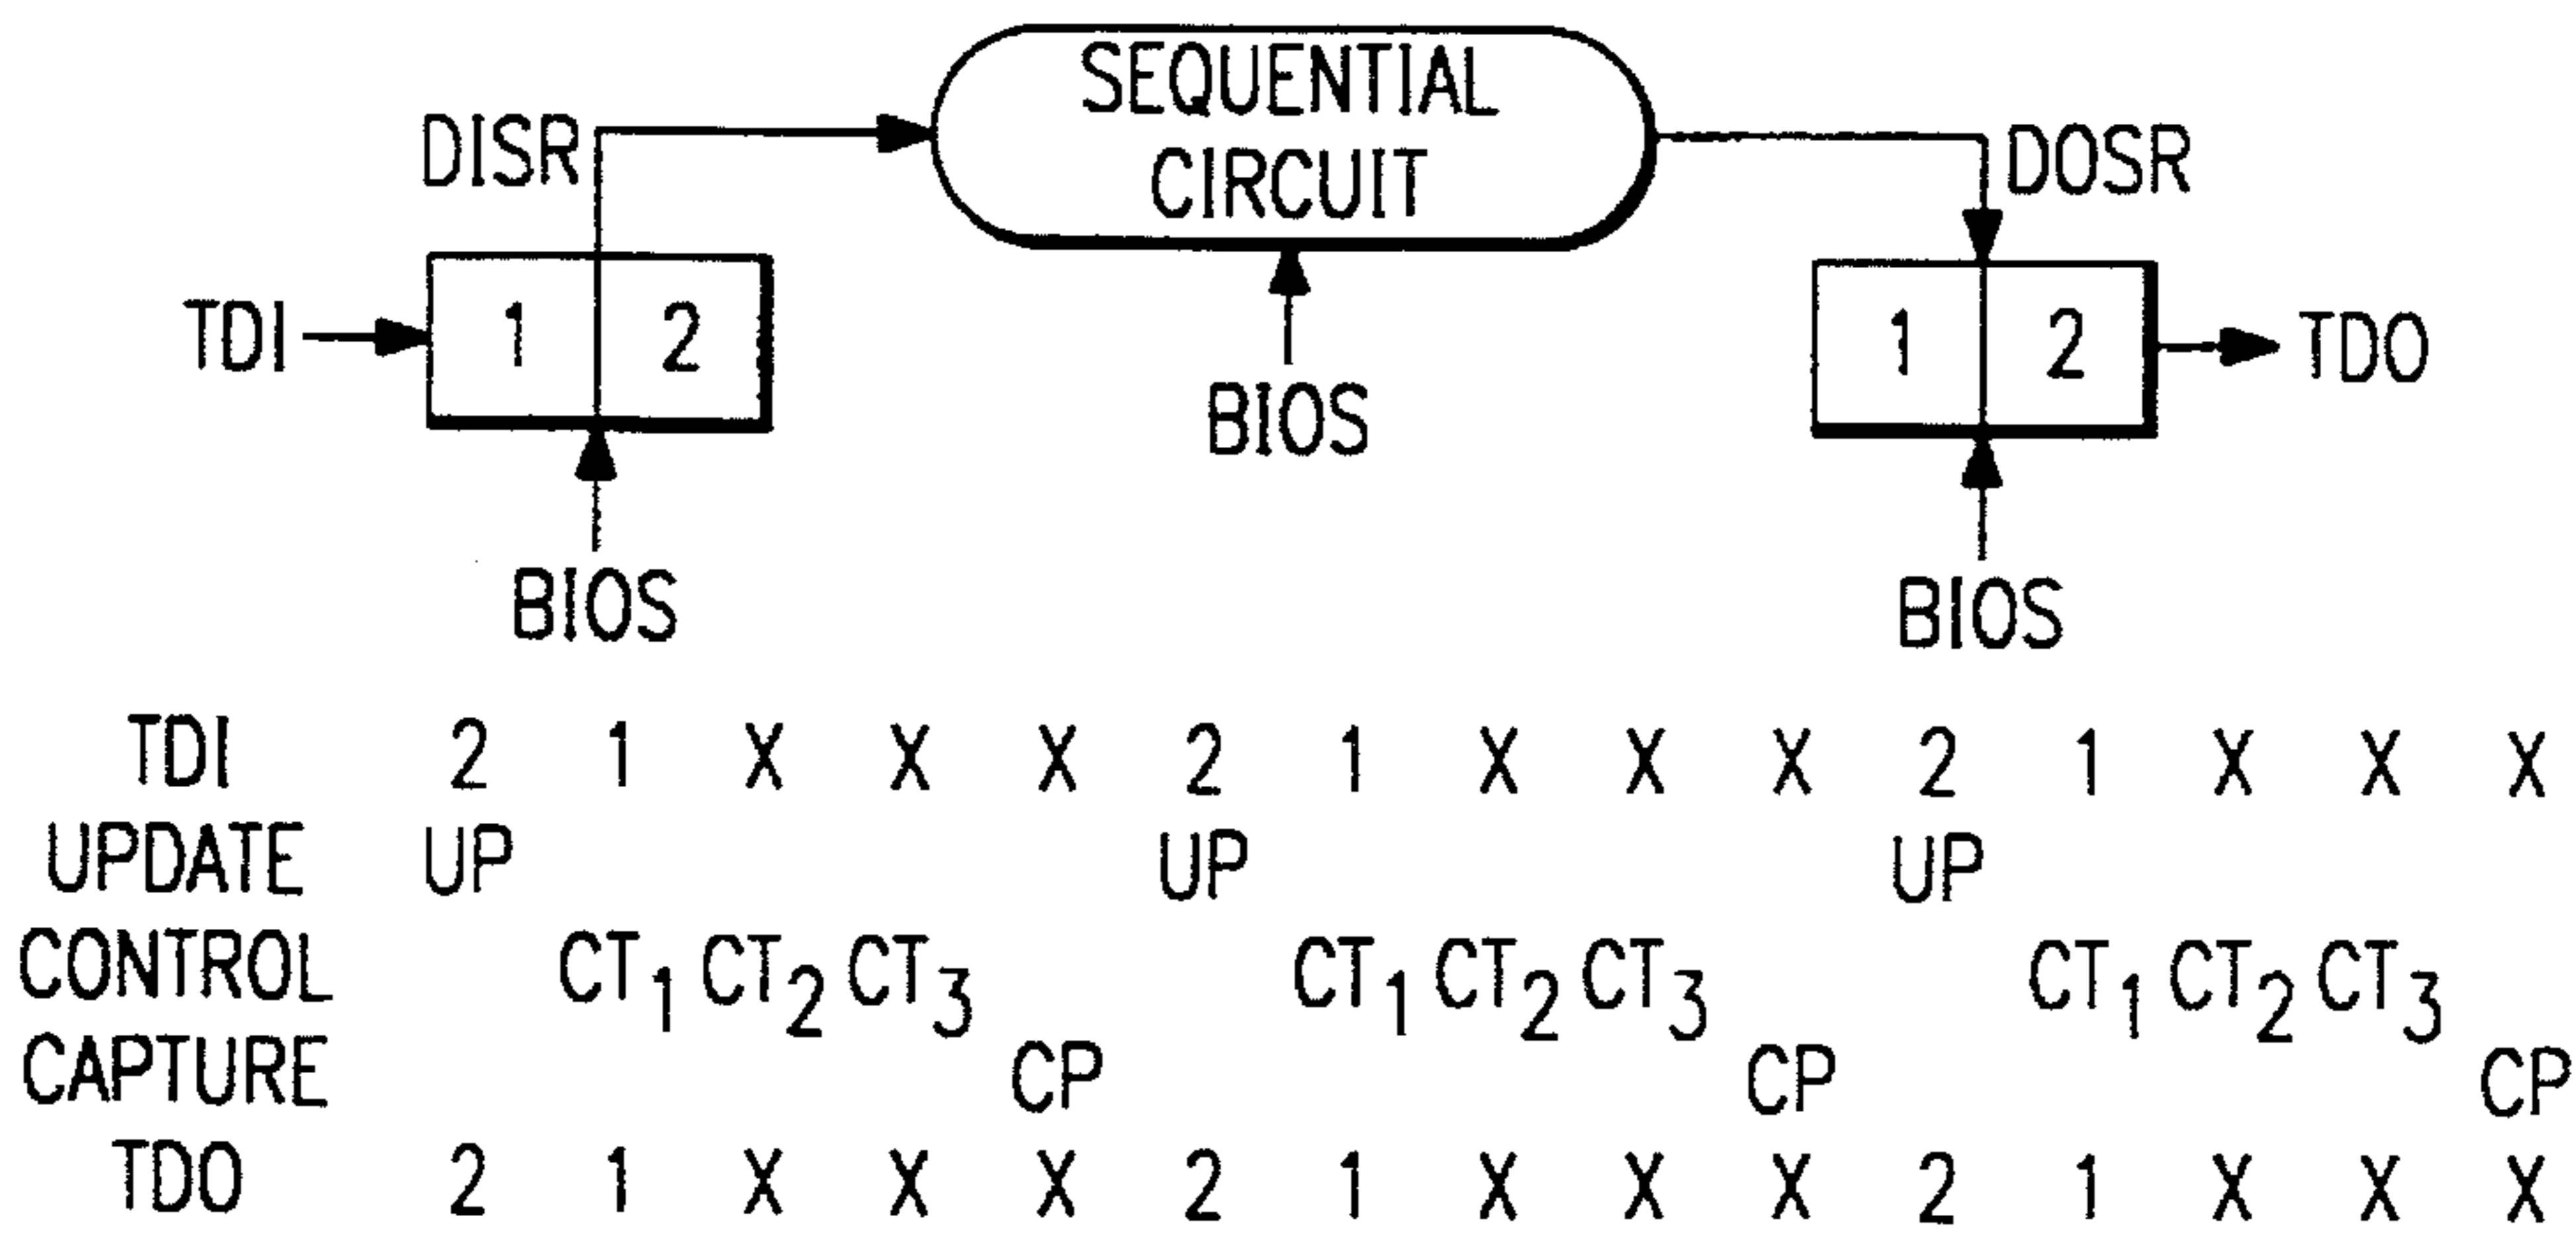 SEQUENTIAL
CIRCUIT
DISR
DOSR
TDI 1 2
1 2 TDO
BIOS
BIOS
BIOS
TDI 2 1 X X X 2 1 X X X 2 1 X X X
UPDATE UP UP UP
CONTROL CT1 CT2 CT3 CT1 CT2 CT3 CT1 CT2 CT3
CAPTURE CP CP CP
TDO 2 1 X X X 2 1 X X X 2 1 X X X